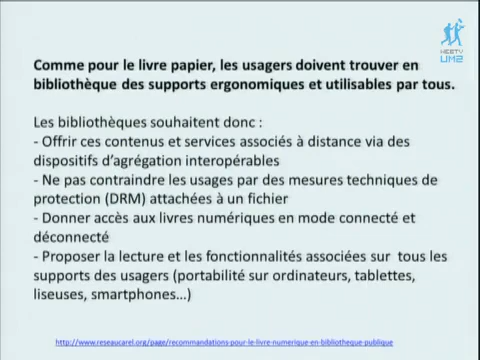 WEBTV
UM2
Comme pour le livre papier, les usagers doivent trouver en
bibliothèque des supports ergonomiques et utilisables par tous.
Les bibliothèques souhaitent donc :
- Offrir ces contenus et services associés à distance via des
dispositifs d'agrégation interopérables
- Ne pas contraindre les usages par des mesures techniques de
protection (DRM) attachées à un fichier
- Donner accès aux livres numériques en mode connecté et
déconnecté
- Proposer la lecture et les fonctionnalités associées sur tous les
supports des usagers (portabilité sur ordinateurs, tablettes,
liseuses, smartphones...)
http://www.reseaucarel.org/page/recommandations-pour-le-livre-numerique-en-bibliotheque-publique